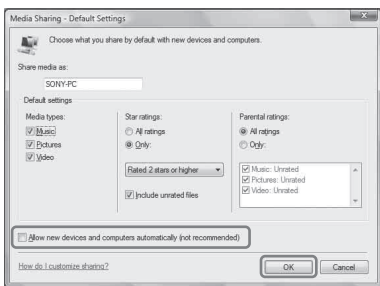 Media Sharing - Default Settings
Choose what you share by default with new devices and computers.
Share media as:
SONY-PC
Default settings
Media types:
Music
Pictures
Video
Star ratings:
All ratings
Only:
Rated 2 stars or higher
Include unrated files
Parental ratings:
All ratings
Only:
Music: Unrated
Pictures: Unrated
Video: Unrated
Allow new devices and computers automatically (not recommended)
How do I customize sharing?
OK
Cancel